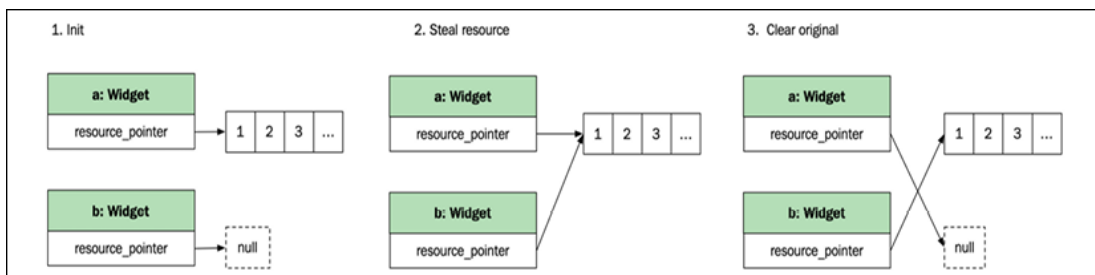 1. Init
a: Widget
resource_pointer
1 2 3 ...
b: Widget
resource_pointer
null
2. Steal resource
a: Widget
resource_pointer
1 2 3 ...
b: Widget
resource_pointer
3. Clear original
a: Widget
resource_pointer
1 2 3 ...
b: Widget
resource_pointer
null